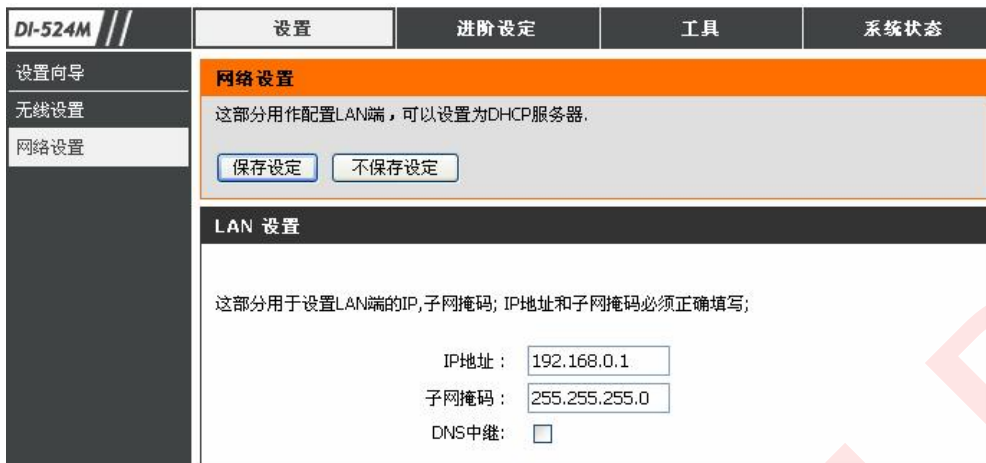 DI-524M 设置 进阶设定 工具 系统状态
设置向导
无线设置
网络设置
网络设置
这部分用作配置LAN端，可以设置为DHCP服务器.
保存设定 不保存设定
LAN 设置
这部分用于设置LAN端的IP,子网掩码; IP地址和子网掩码必须正确填写;
IP地址： 192.168.0.1
子网掩码： 255.255.255.0
DNS中继: